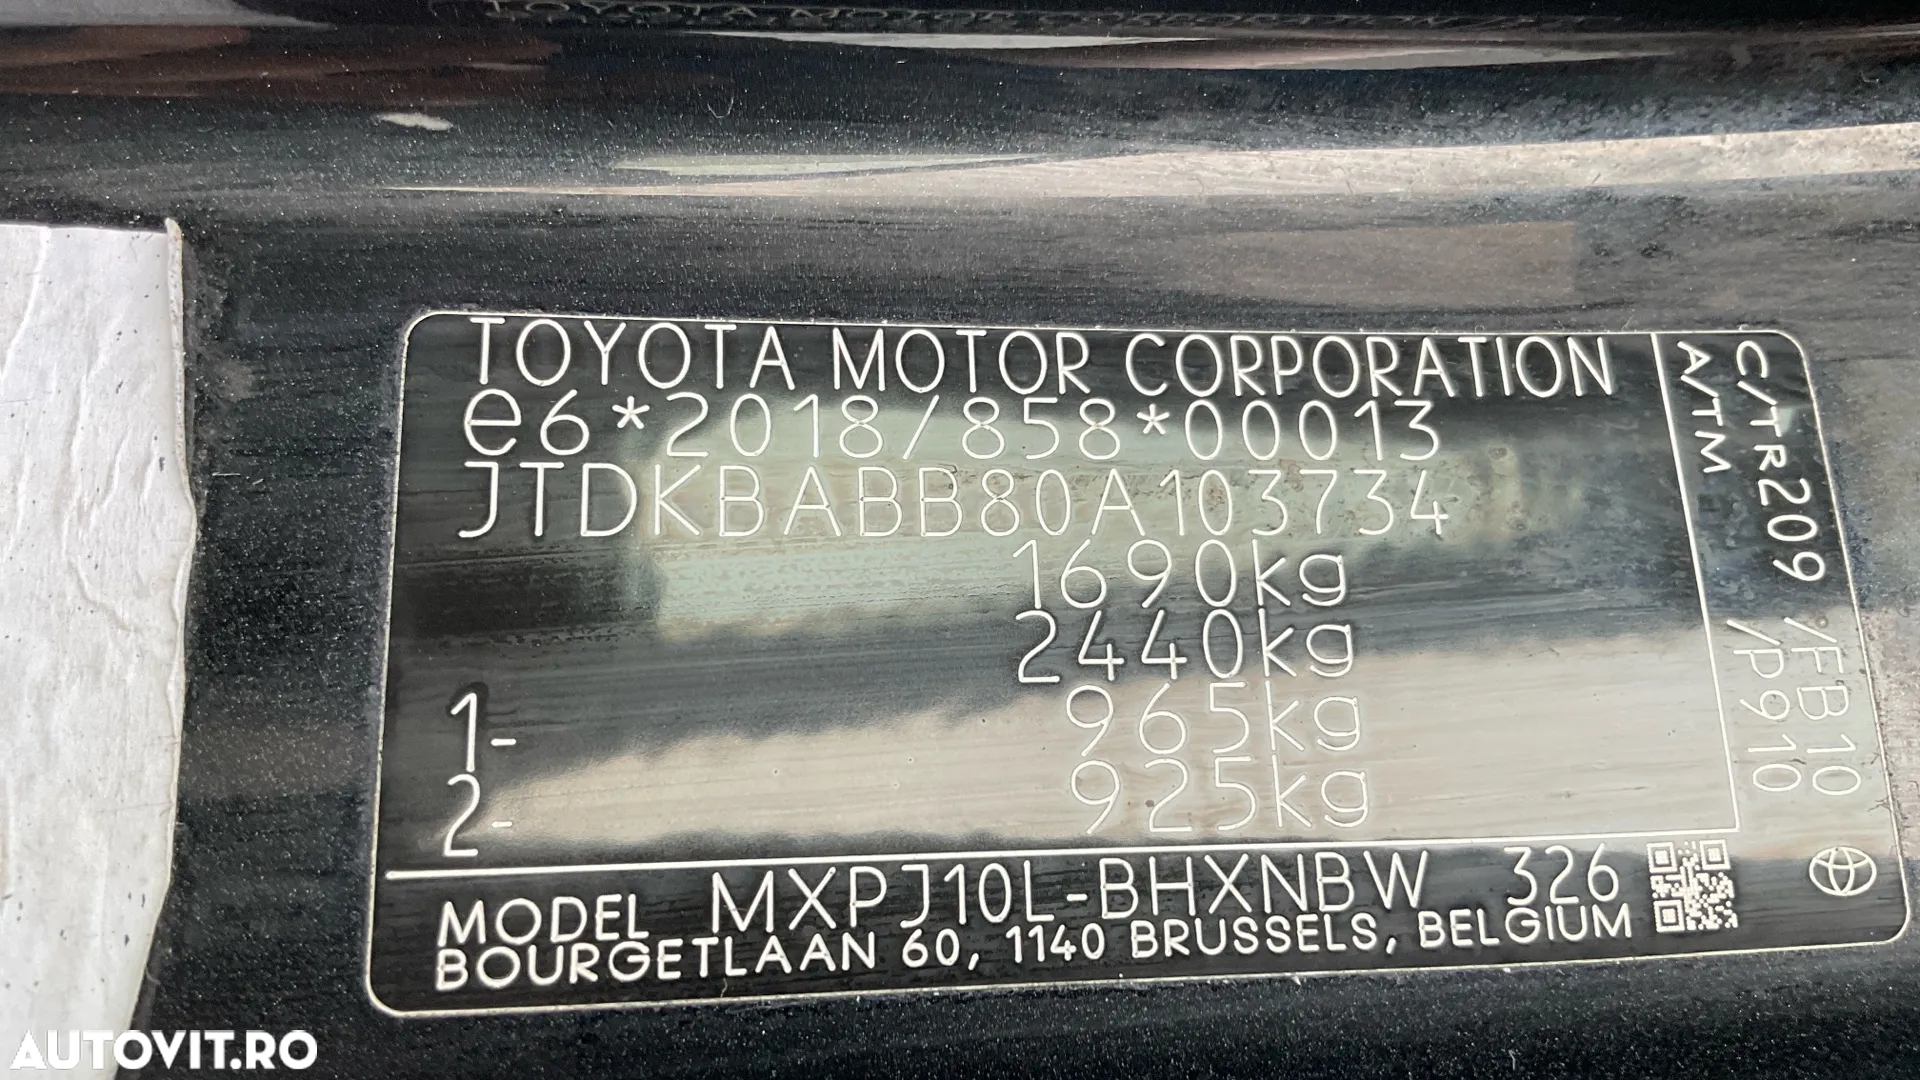 TOYOTA MOTOR CORPORATION
e6*2018/858*00013
JTDKBABB80A103734
1690kg
2440kg
1- 965kg
2- 925kg
C/TR209 /FB10
A/TM /P910
MODEL MXPJ10L-BHXNBW 326
BOURGETLAAN 60, 1140 BRUSSELS, BELGIUM
AUTOVIT.RO